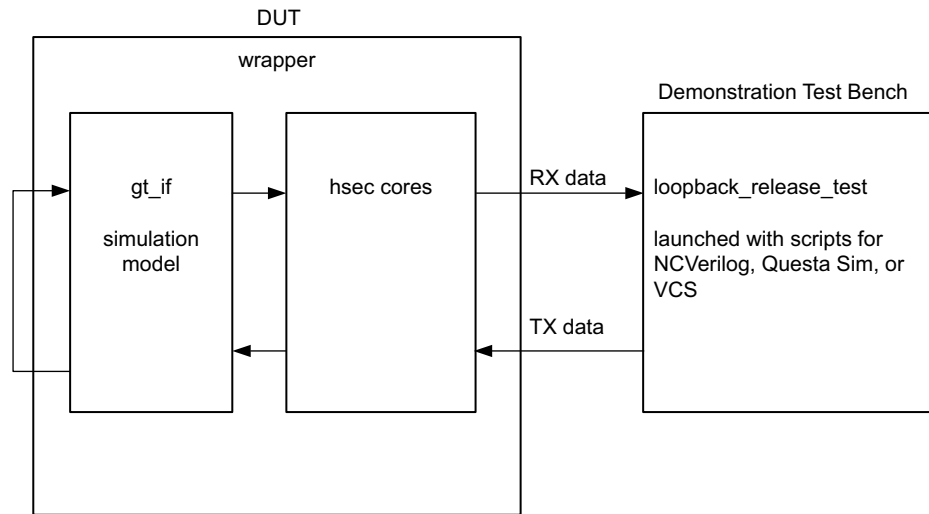 DUT
wrapper
Demonstration Test Bench
gt_if
simulation
model
hsec cores
RX data
TX data
loopback_release_test
launched with scripts for
NCVerilog, Questa Sim, or
VCS